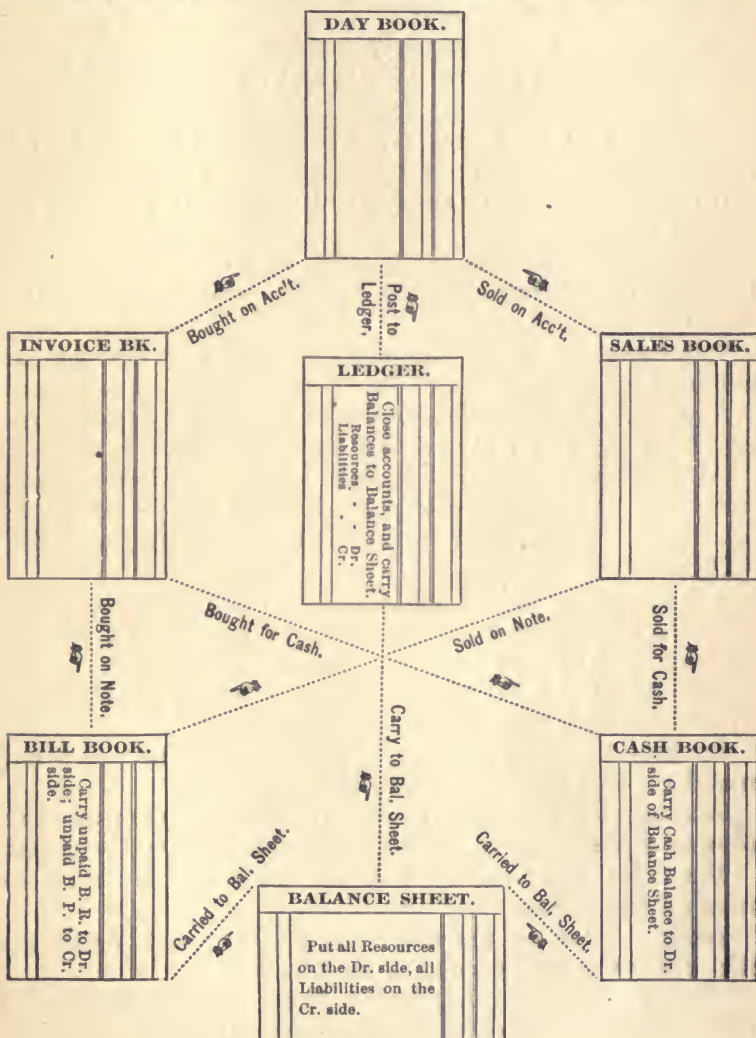 DAY BOOK.
Bought on Acc't.
Post to
Ledger.
Sold on Acc't.
INVOICE BK.
LEDGER.
Close accounts, and carry
Balances to Balance Sheet.
Resources. . . Dr.
Liabilities . . Cr.
SALES BOOK.
Bought on Note.
Bought for Cash.
Sold on Note.
Sold for Cash.
BILL BOOK.
Carry unpaid B. R. to Dr.
side; unpaid B. P. to Cr.
side.
Carry to Bal. Sheet.
CASH BOOK.
Carry Cash Balance to Dr.
side of Balance Sheet.
Carried to Bal. Sheet.
Carried to Bal. Sheet.
BALANCE SHEET.
Put all Resources
on the Dr. side, all
Liabilities on the
Cr. side.